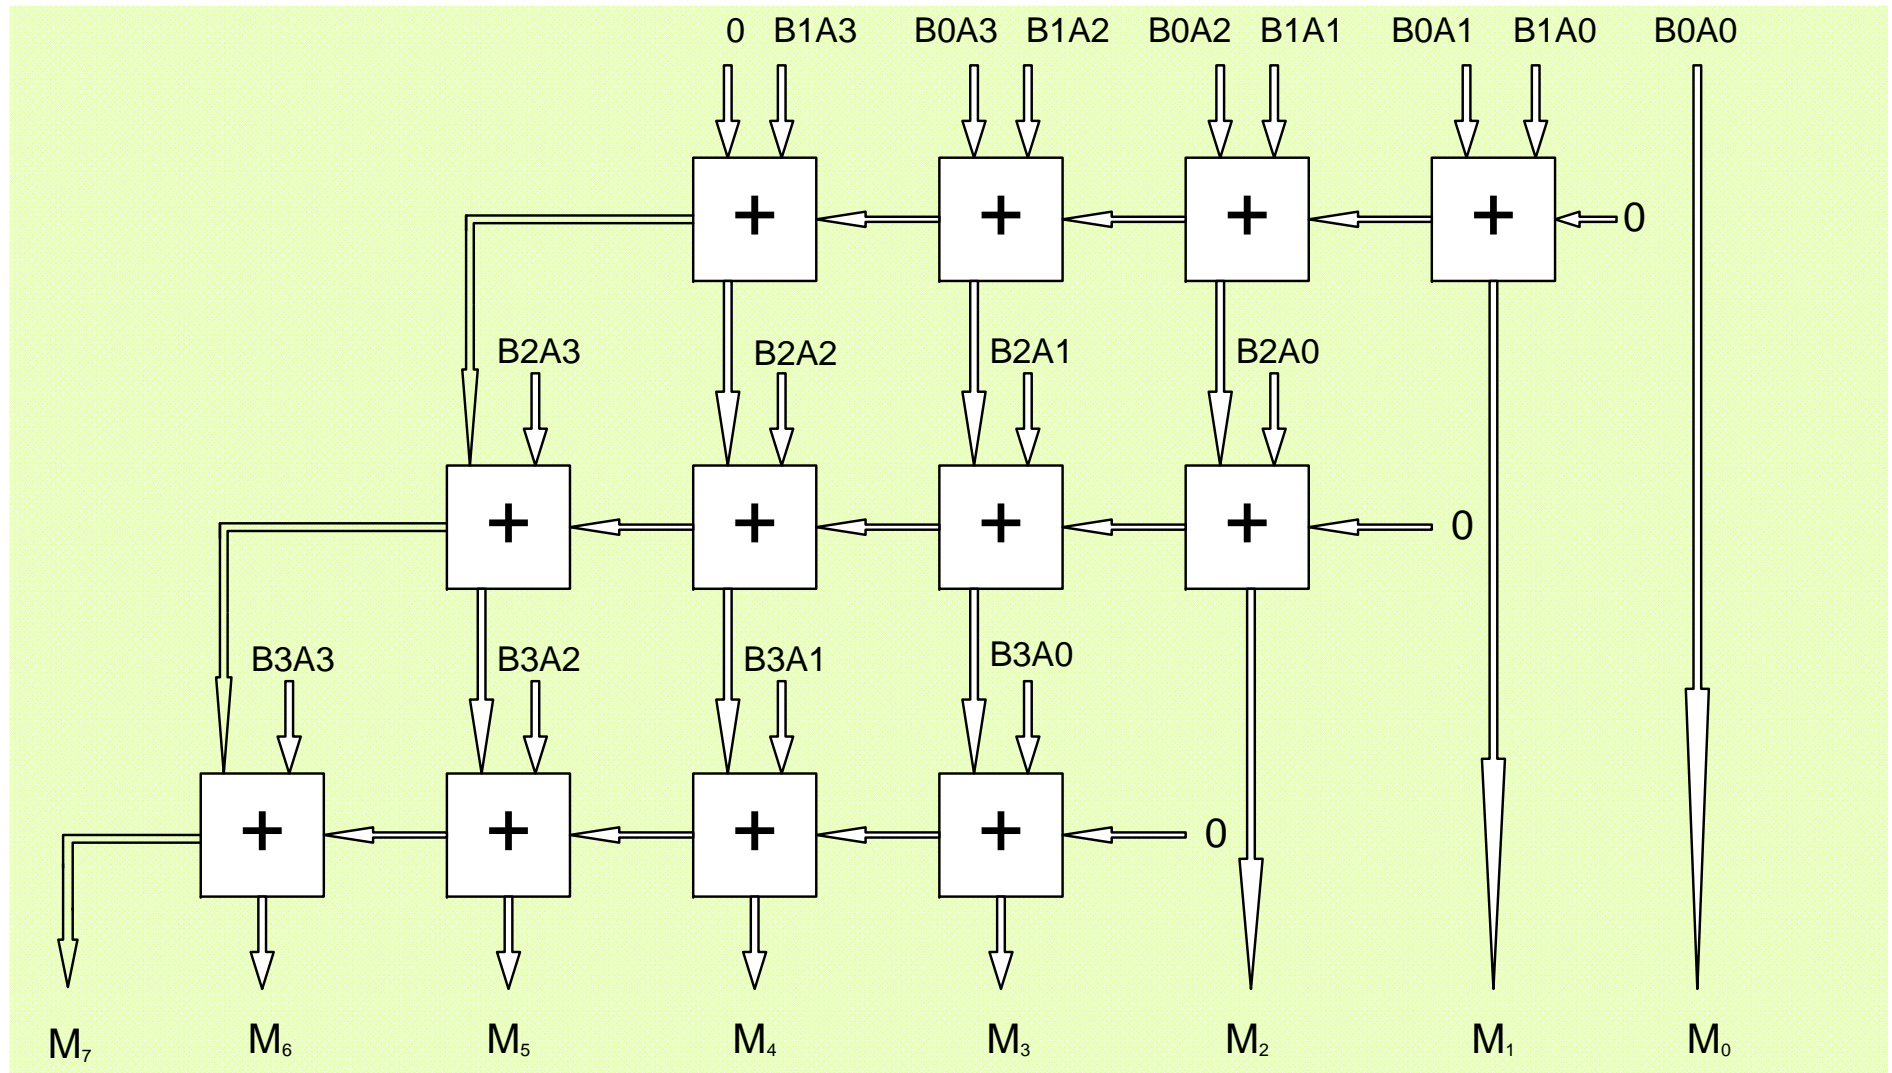 0 B1A3 B0A3 B1A2 B0A2 B1A1 B0A1 B1A0 B0A0
+ + + + 0
B2A3 B2A2 B2A1 B2A0
+ + + + 0
B3A3 B3A2 B3A1 B3A0
+ + + + 0
M₇ M₆ M₅ M₄ M₃ M₂ M₁ M₀